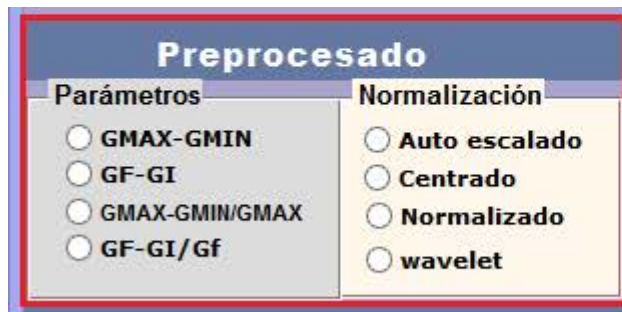 Preprocesado
Parámetros
GMAX-GMIN
GF-GI
GMAX-GMIN/GMAX
GF-GI/Gf
Normalización
Auto escalado
Centrado
Normalizado
wavelet